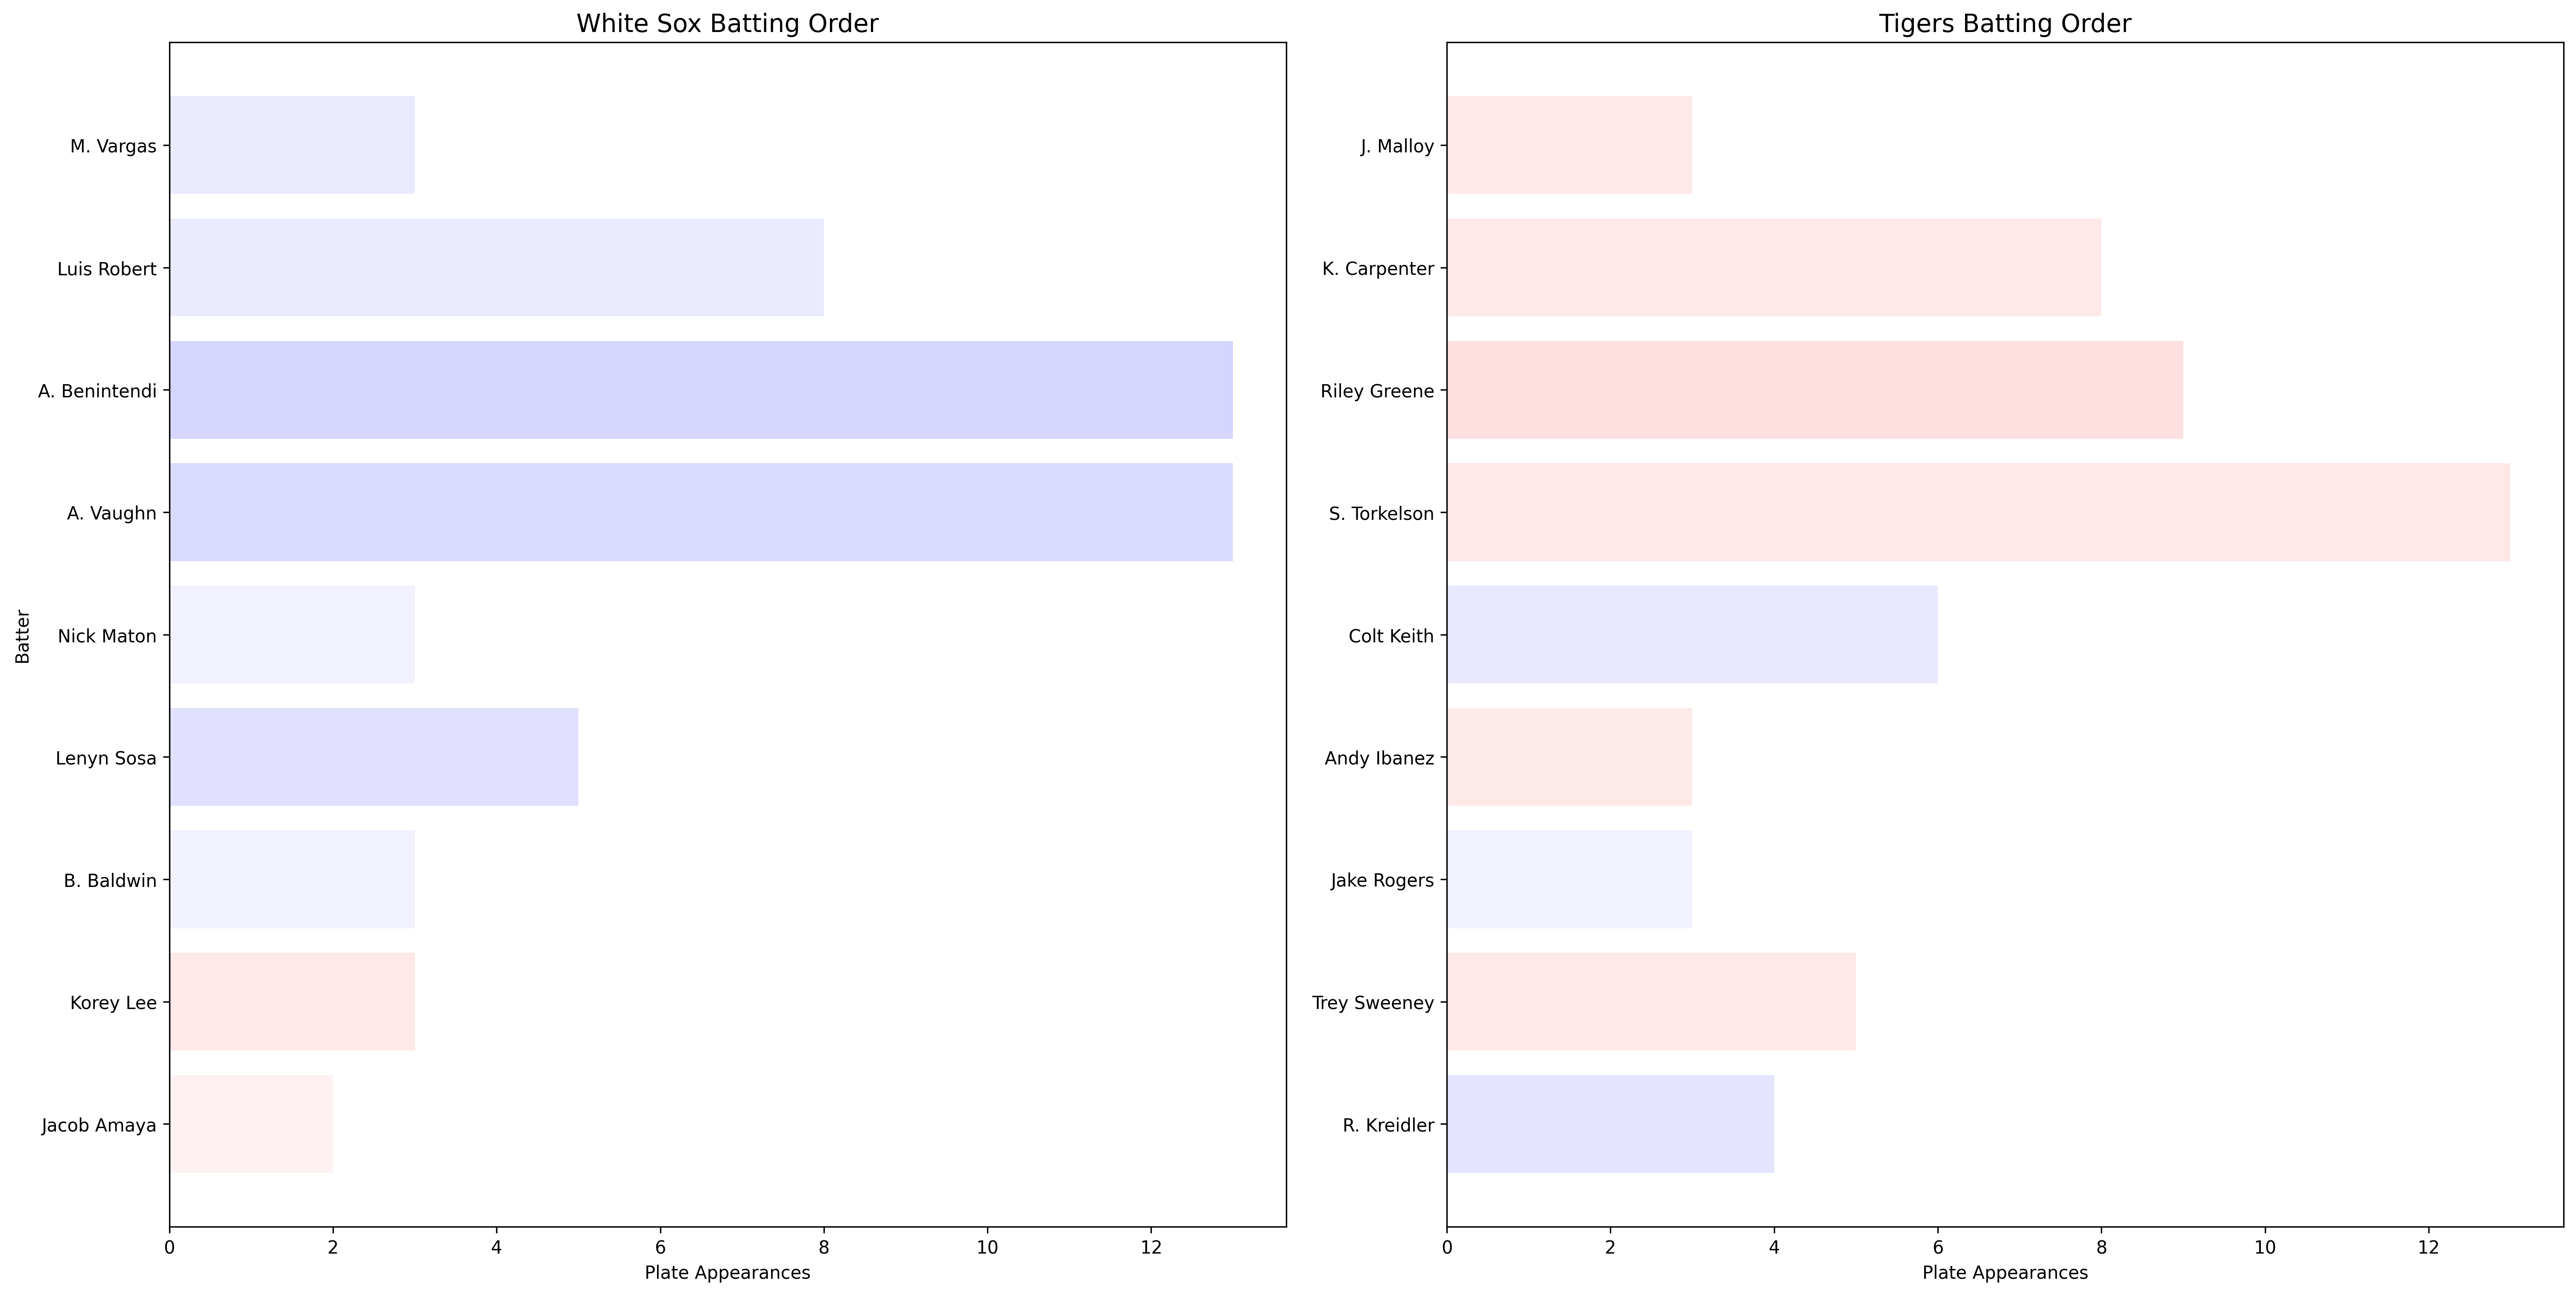 White Sox Batting Order
Batter
M. Vargas
Luis Robert
A. Benintendi
A. Vaughn
Nick Maton
Lenyn Sosa
B. Baldwin
Korey Lee
Jacob Amaya
0 2 4 6 8 10 12
Plate Appearances
Tigers Batting Order
J. Malloy
K. Carpenter
Riley Greene
S. Torkelson
Colt Keith
Andy Ibanez
Jake Rogers
Trey Sweeney
R. Kreidler
0 2 4 6 8 10 12
Plate Appearances